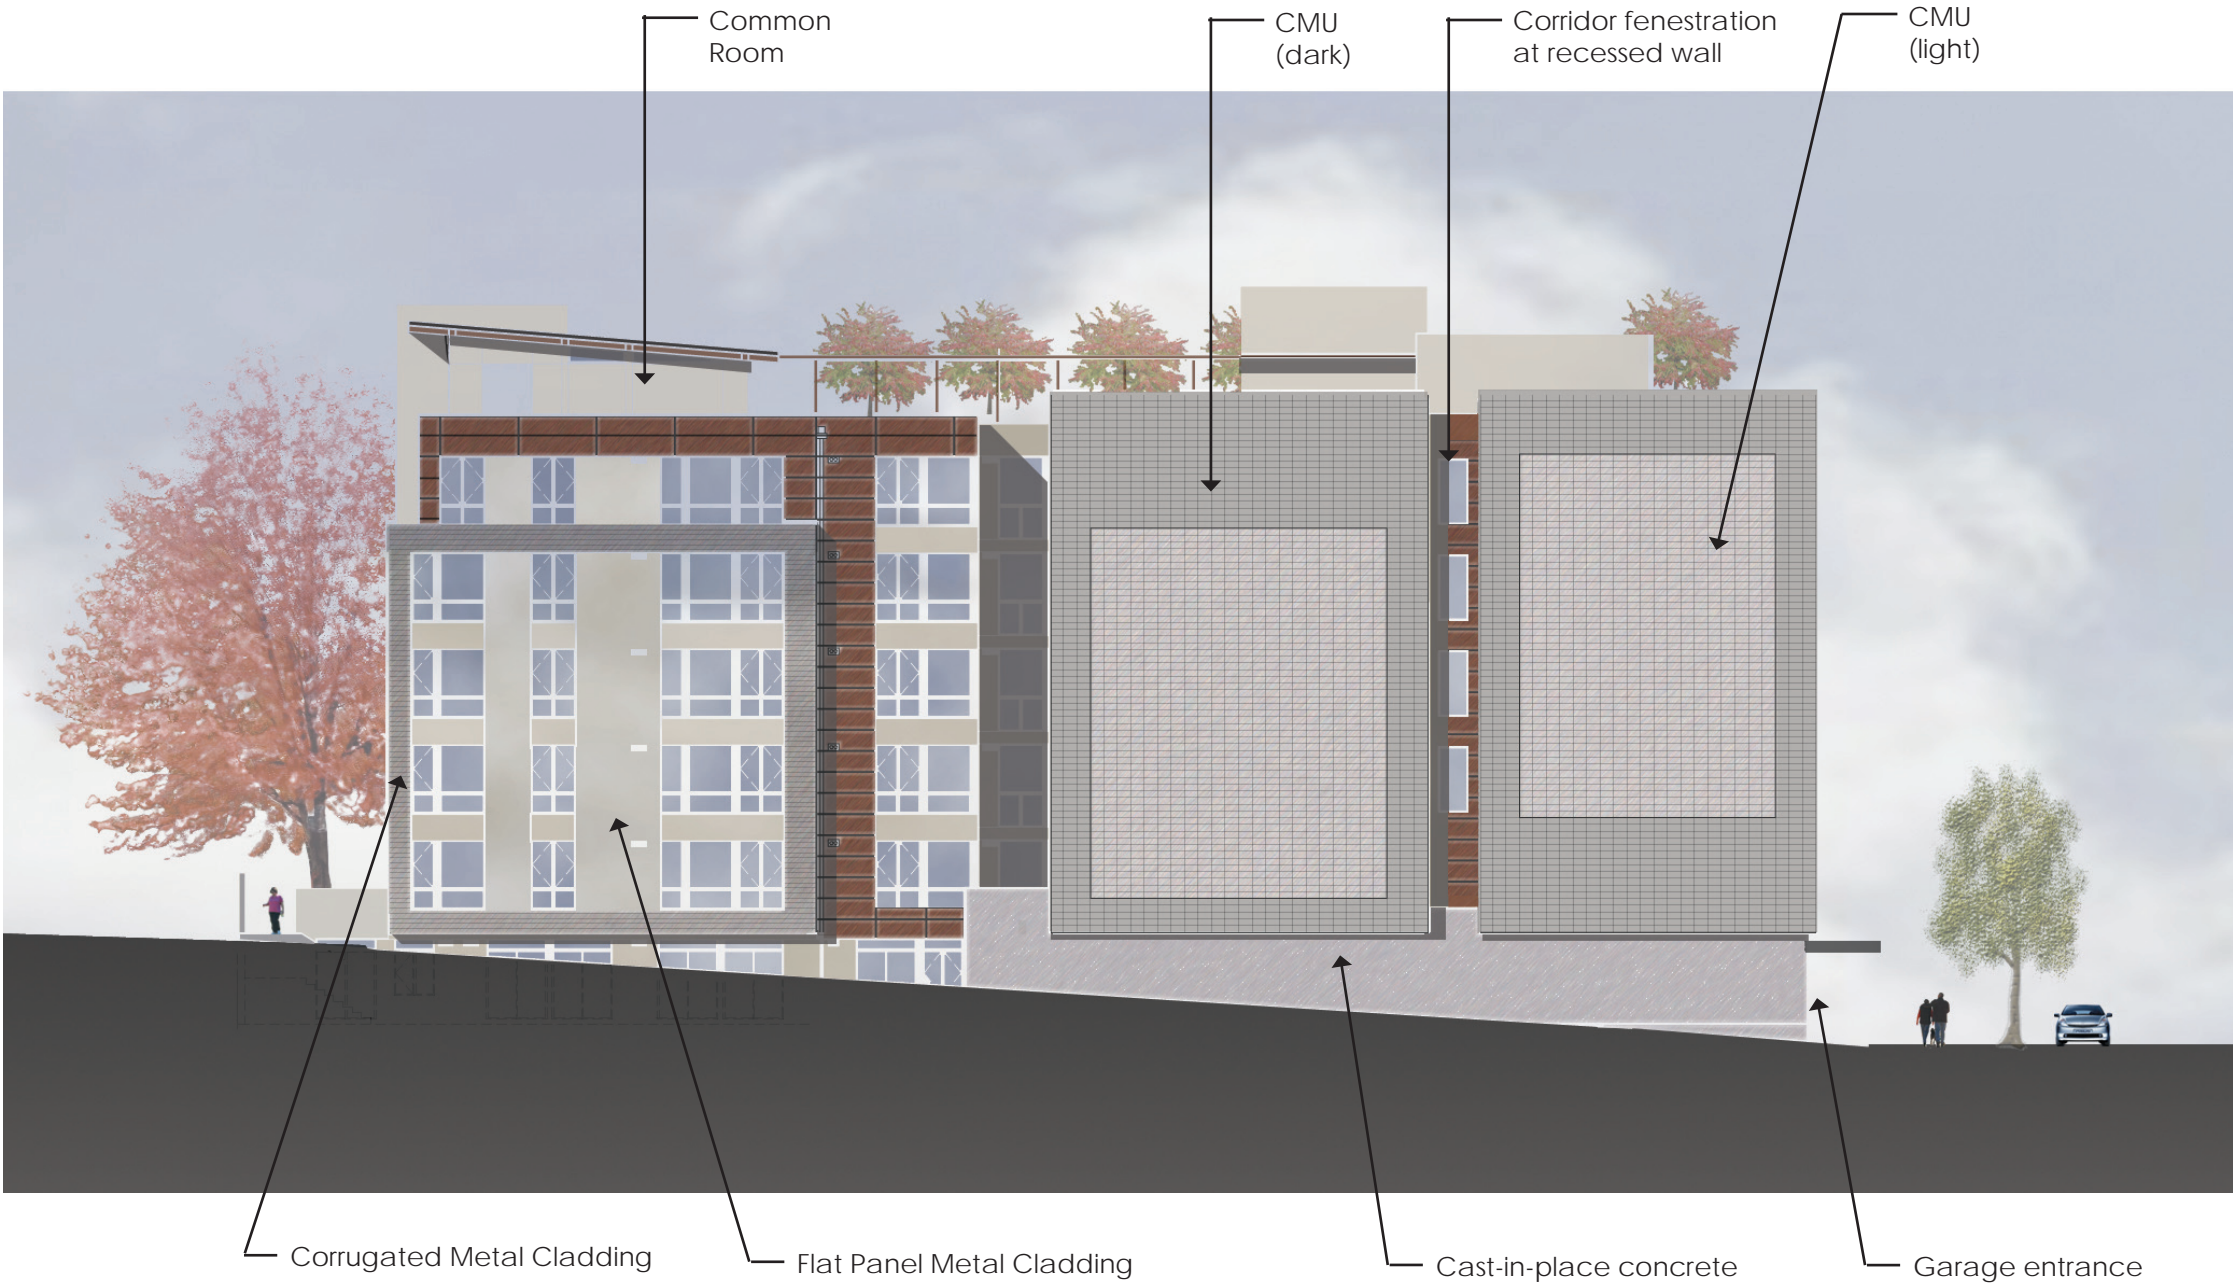 Common
Room
CMU
(dark)
Corridor fenestration
at recessed wall
CMU
(light)
Corrugated Metal Cladding
Flat Panel Metal Cladding
Cast-in-place concrete
Garage entrance